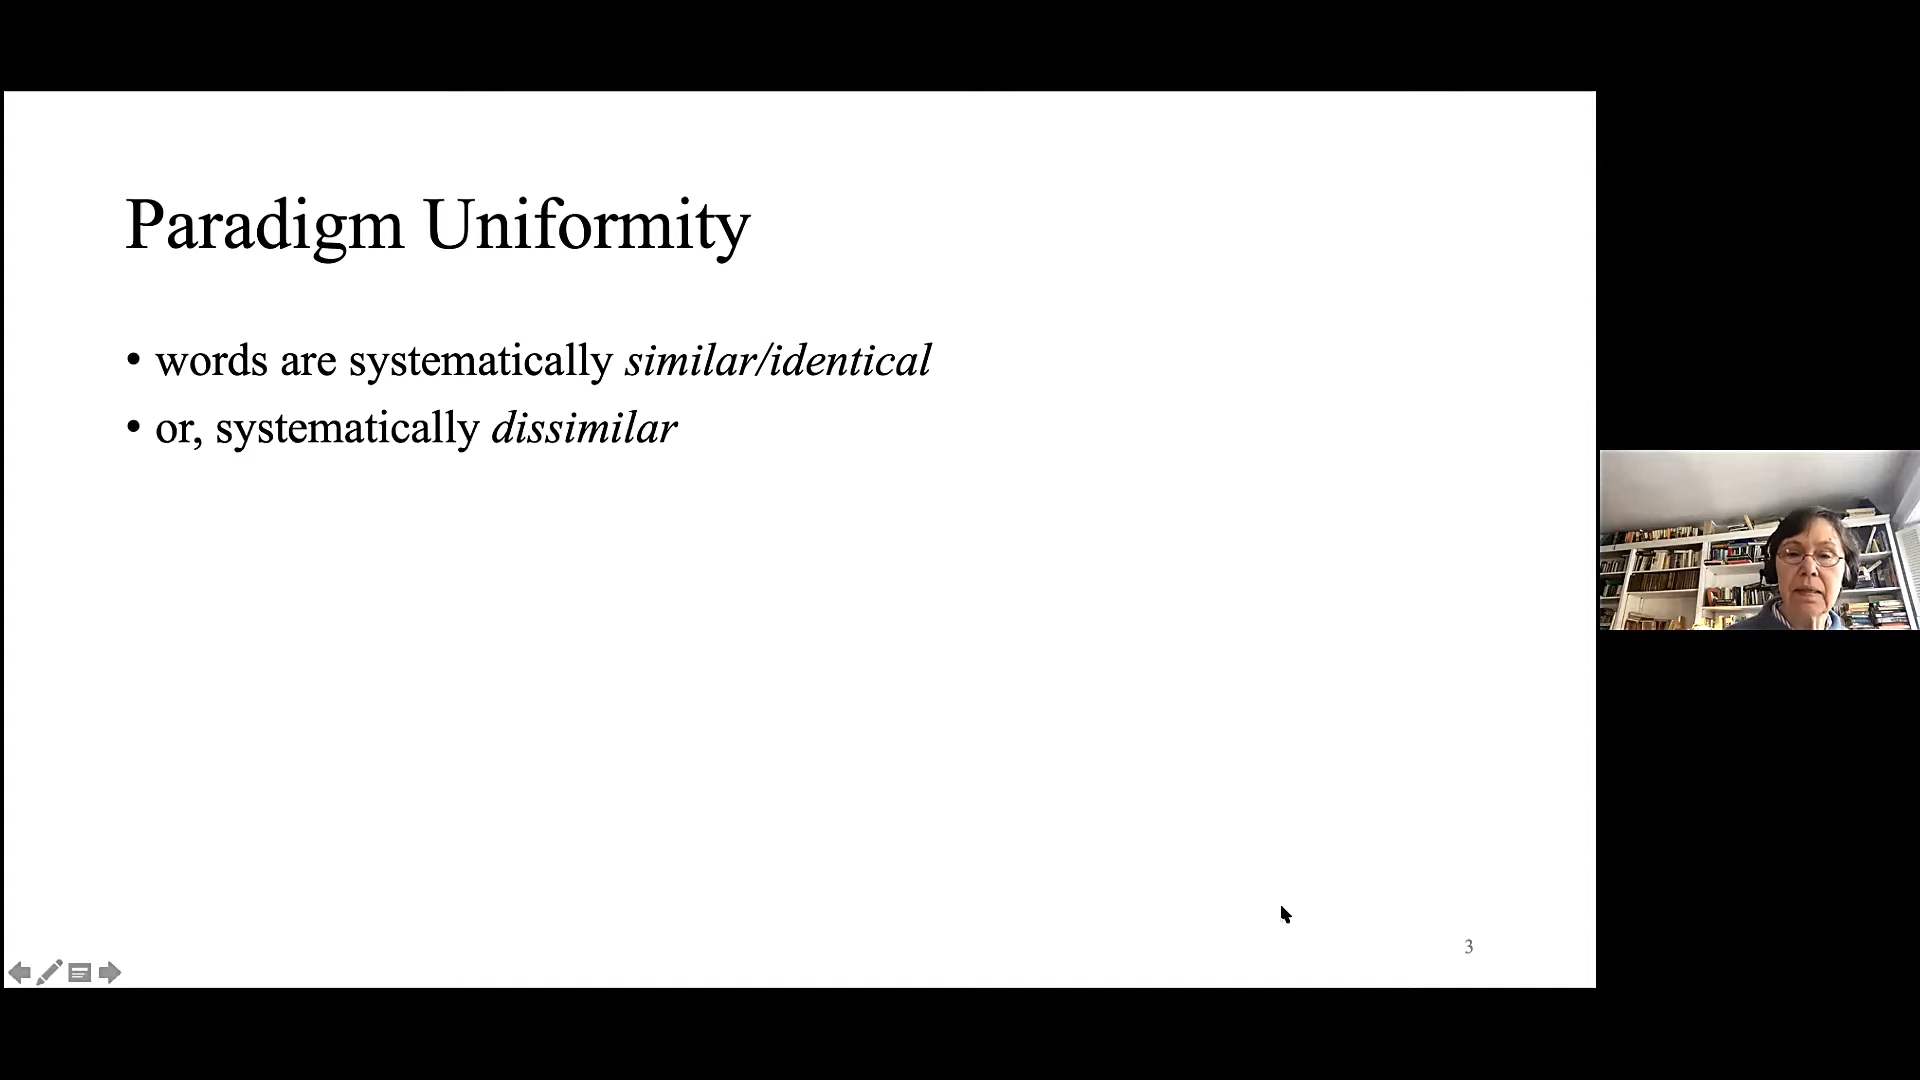 Paradigm Uniformity
• words are systematically similar/identical
• or, systematically dissimilar
3